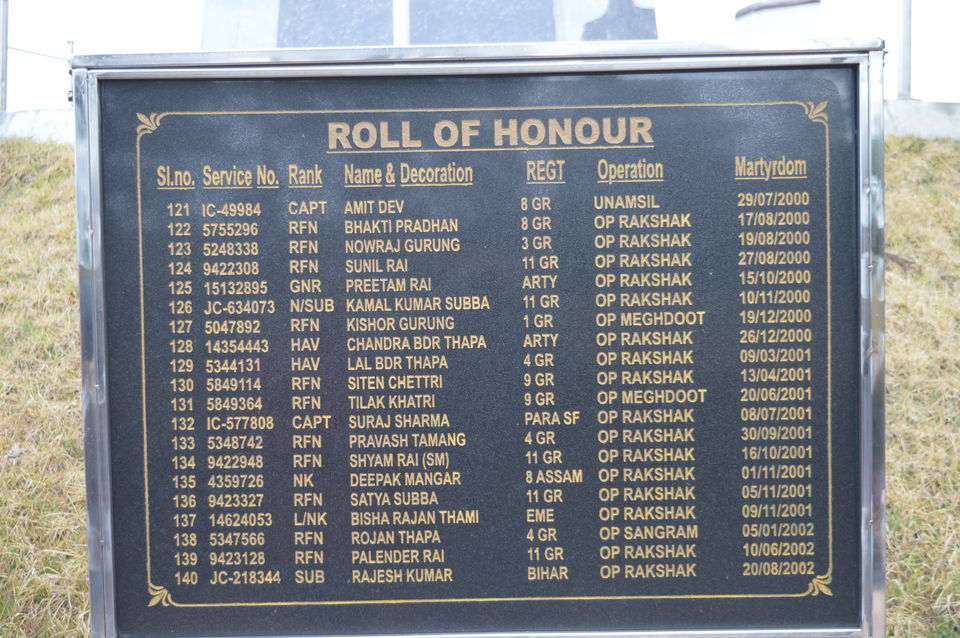 ROLL OF HONOUR
Sl.no. Service No. Rank Name & Decoration REGT Operation Martyrdom
121 IC-49984 CAPT AMIT DEV 8 GR UNAMSIL 29/07/2000
122 5755296 RFN BHAKTI PRADHAN 8 GR OP RAKSHAK 17/08/2000
123 5248338 RFN NOWRAJ GURUNG 3 GR OP RAKSHAK 19/08/2000
124 9422308 RFN SUNIL RAI 11 GR OP RAKSHAK 27/08/2000
125 15132895 GNR PREETAM RAI ARTY OP RAKSHAK 15/10/2000
126 JC-634073 N/SUB KAMAL KUMAR SUBBA 11 GR OP RAKSHAK 10/11/2000
127 5047892 RFN KISHOR GURUNG 1 GR OP MEGHDOOT 19/12/2000
128 14354443 HAV CHANDRA BDR THAPA ARTY OP RAKSHAK 26/12/2000
129 5344131 HAV LAL BDR THAPA 4 GR OP RAKSHAK 09/03/2001
130 5849114 RFN SITEN CHETTRI 9 GR OP RAKSHAK 13/04/2001
131 5849364 RFN TILAK KHATRI 9 GR OP MEGHDOOT 20/06/2001
132 IC-577808 CAPT SURAJ SHARMA PARA SF OP RAKSHAK 08/07/2001
133 5348742 RFN PRAVASH TAMANG 4 GR OP RAKSHAK 30/09/2001
134 9422948 RFN SHYAM RAI (SM) 11 GR OP RAKSHAK 16/10/2001
135 4359726 NK DEEPAK MANGAR 8 ASSAM OP RAKSHAK 01/11/2001
136 9423327 RFN SATYA SUBBA 11 GR OP RAKSHAK 05/11/2001
137 14624053 L/NK BISHA RAJAN THAMI EME OP RAKSHAK 09/11/2001
138 5347566 RFN ROJAN THAPA 4 GR OP SANGRAM 05/01/2002
139 9423128 RFN PALENDER RAI 11 GR OP RAKSHAK 10/06/2002
140 JC-218344 SUB RAJESH KUMAR BIHAR OP RAKSHAK 20/08/2002